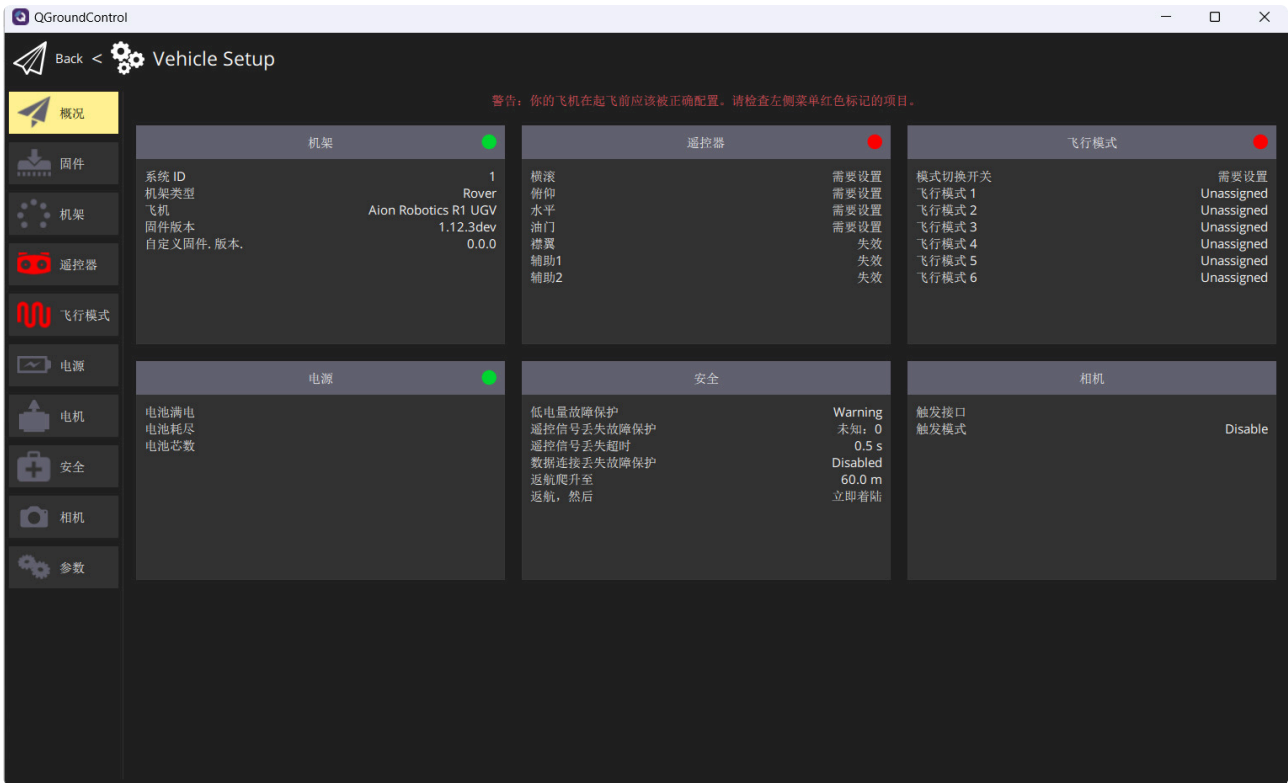 QGroundControl
Back < Vehicle Setup
警告：你的飞机在起飞前应该被正确配置。请检查左侧菜单红色标记的项目。
概况
固件
机架
遥控器
飞行模式
电源
电机
安全
相机
参数
机架
系统 ID 1
机架类型 Rover
飞机 Aion Robotics R1 UGV
固件版本 1.12.3dev
自定义固件. 版本. 0.0.0
遥控器
横滚 需要设置
俯仰 需要设置
水平 需要设置
油门 需要设置
襟翼 失效
辅助1 失效
辅助2 失效
飞行模式
模式切换开关 需要设置
飞行模式 1 Unassigned
飞行模式 2 Unassigned
飞行模式 3 Unassigned
飞行模式 4 Unassigned
飞行模式 5 Unassigned
飞行模式 6 Unassigned
电源
电池满电
电池耗尽
电池芯数
安全
低电量故障保护 Warning
遥控信号丢失故障保护 未知：0
遥控信号丢失超时 0.5 s
数据连接丢失故障保护 Disabled
返航爬升至 60.0 m
返航，然后 立即着陆
相机
触发接口
触发模式 Disable